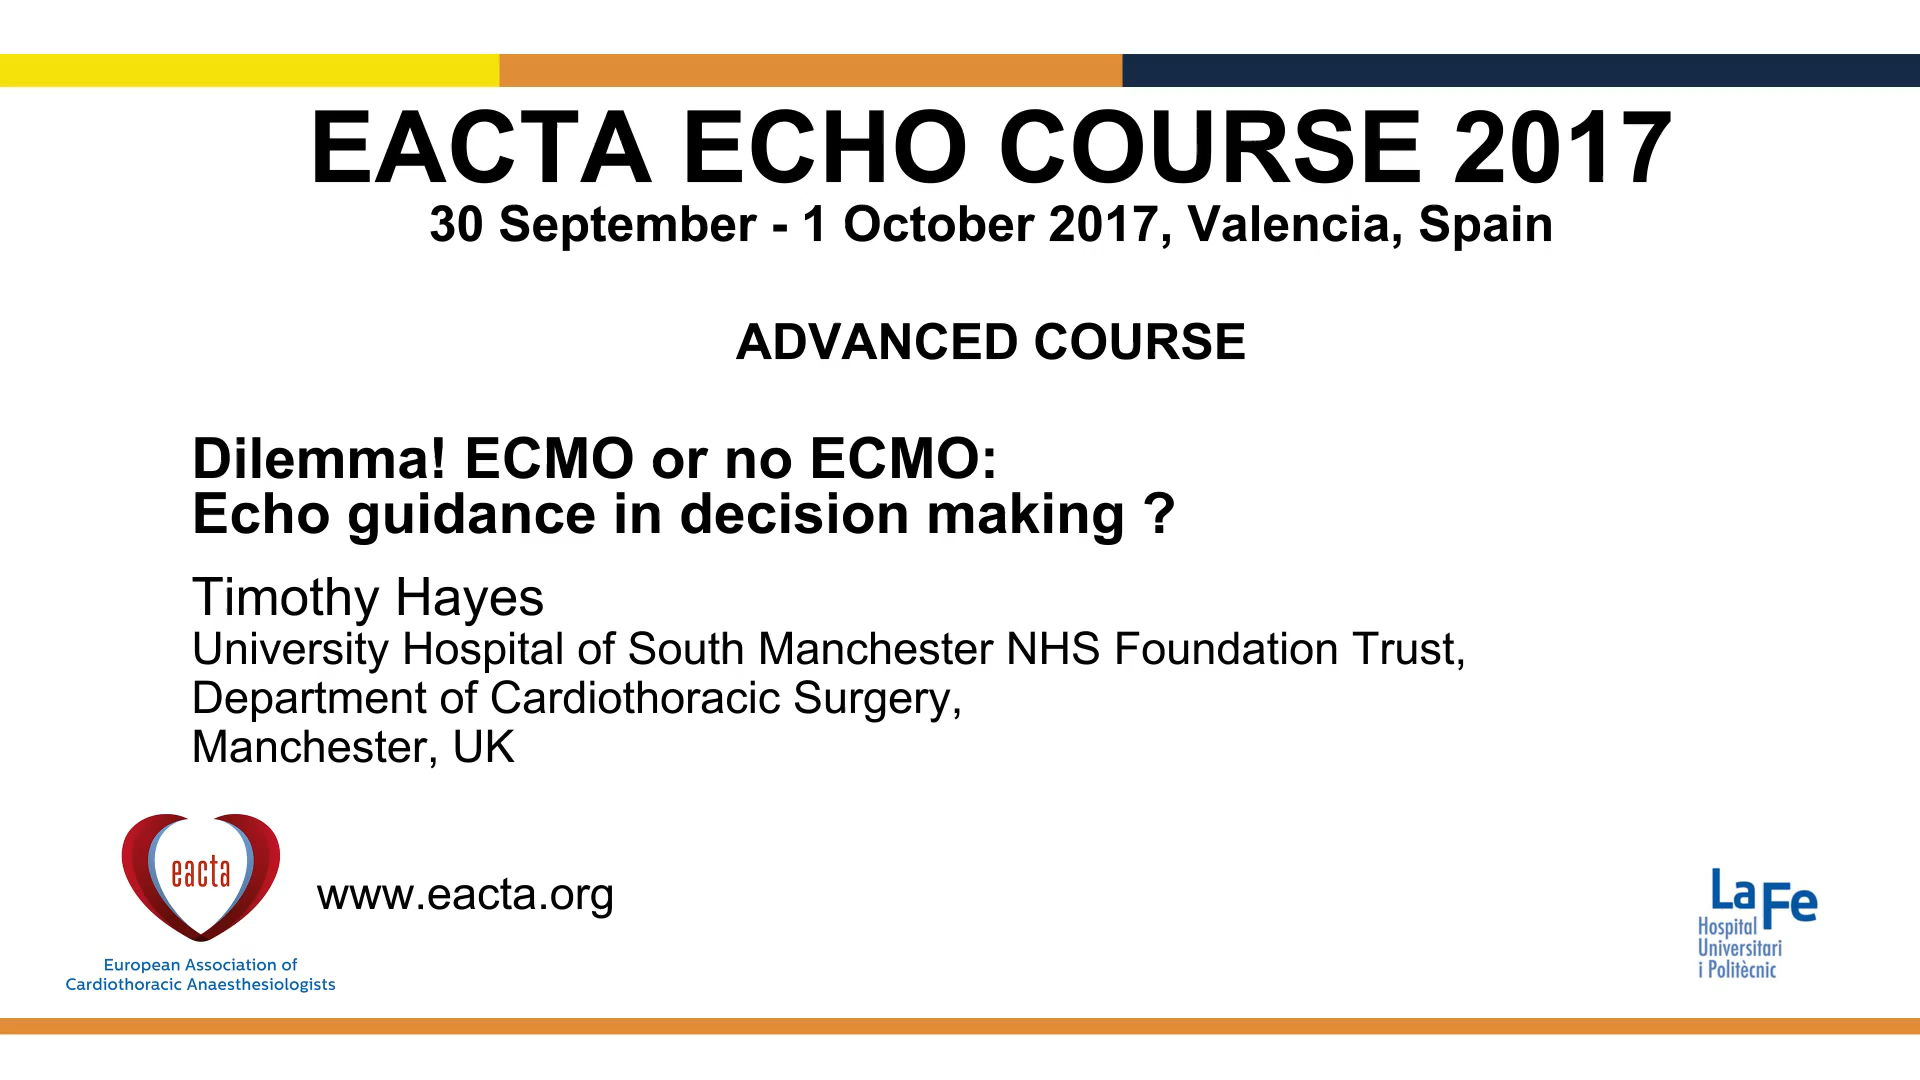 EACTA ECHO COURSE 2017
30 September - 1 October 2017, Valencia, Spain
ADVANCED COURSE
Dilemma! ECMO or no ECMO:
Echo guidance in decision making ?
Timothy Hayes
University Hospital of South Manchester NHS Foundation Trust,
Department of Cardiothoracic Surgery,
Manchester, UK
eacta
www.eacta.org
European Association of
Cardiothoracic Anaesthesiologists
La Fe
Hospital
Universitari
i Politècnic